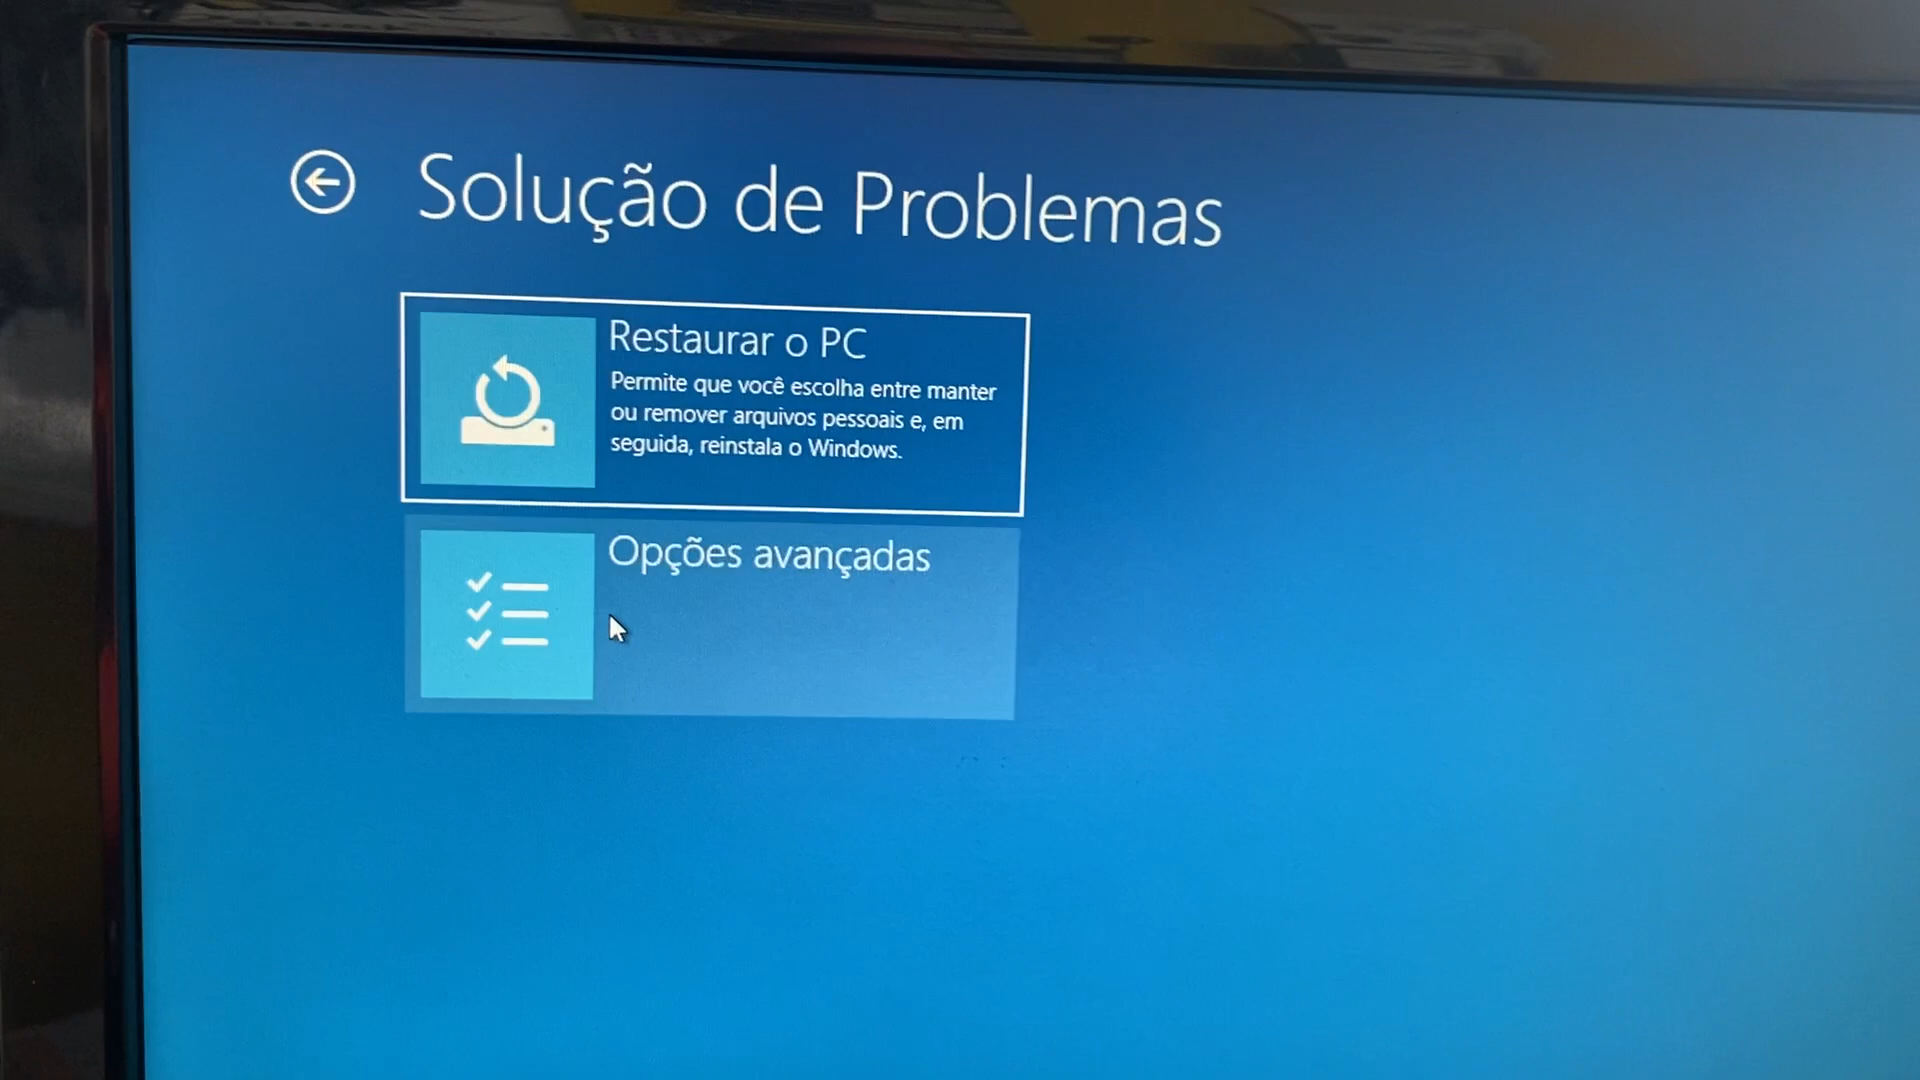 Solução de Problemas
Restaurar o PC
Permite que você escolha entre manter
ou remover arquivos pessoais e, em
seguida, reinstala o Windows.
Opções avançadas